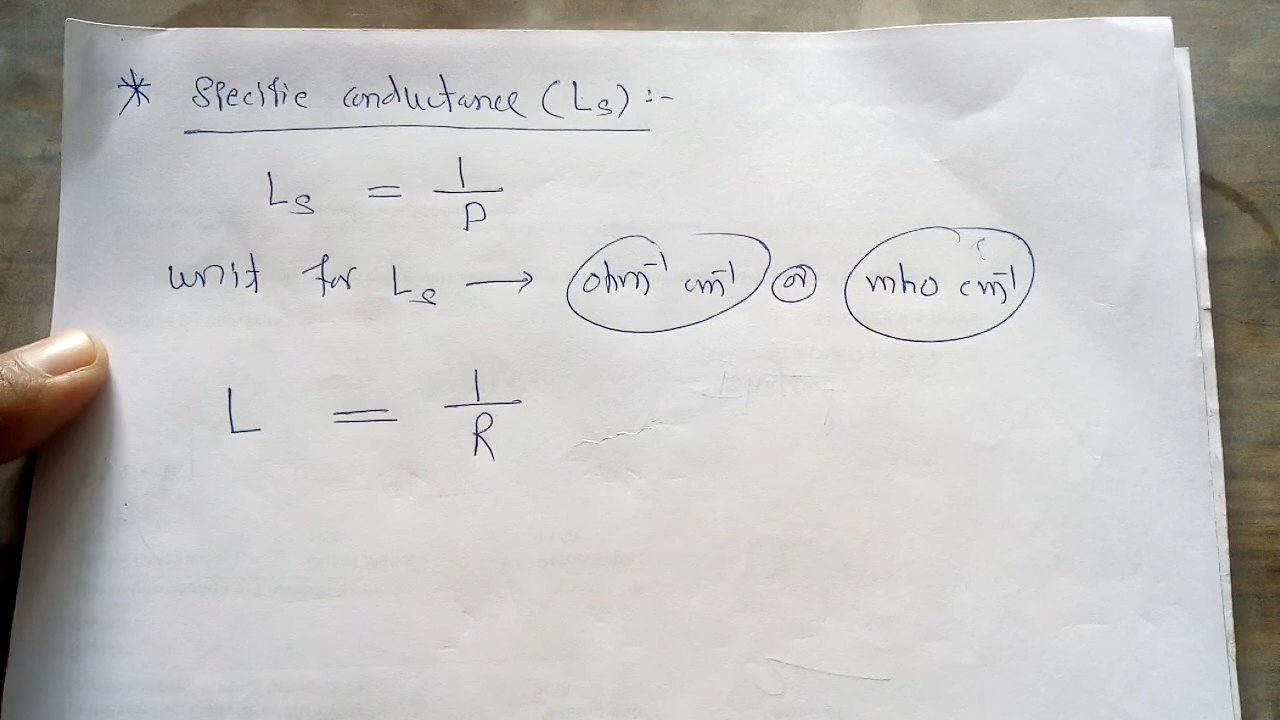 * Specific conductance (Ls) :-
Ls = 1/ρ
unit for Ls → ohm⁻¹ cm⁻¹ or mho cm⁻¹
L = 1/R